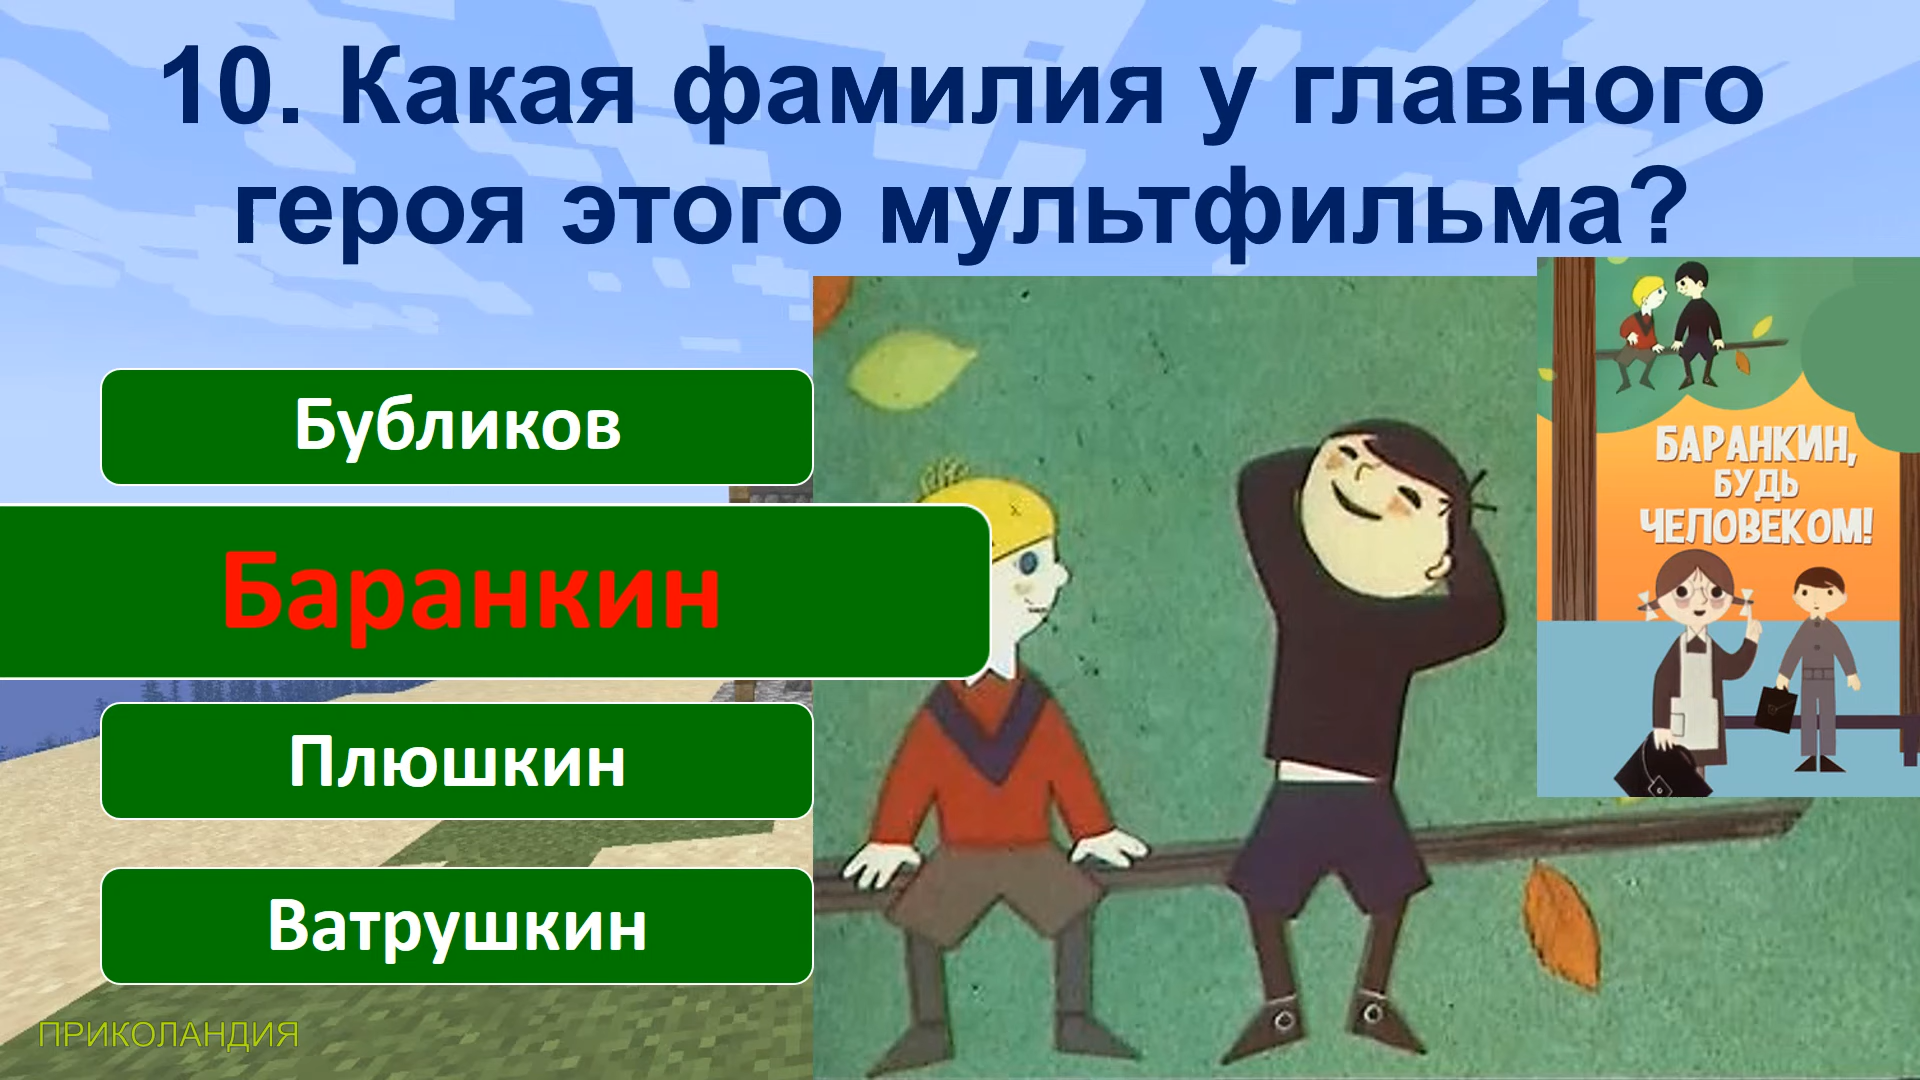 10. Какая фамилия у главного
героя этого мультфильма?
Бубликов
Баранкин
Плюшкин
Ватрушкин
БАРАНКИН,
БУДЬ
ЧЕЛОВЕКОМ!
ПРИКОЛАНДИЯ